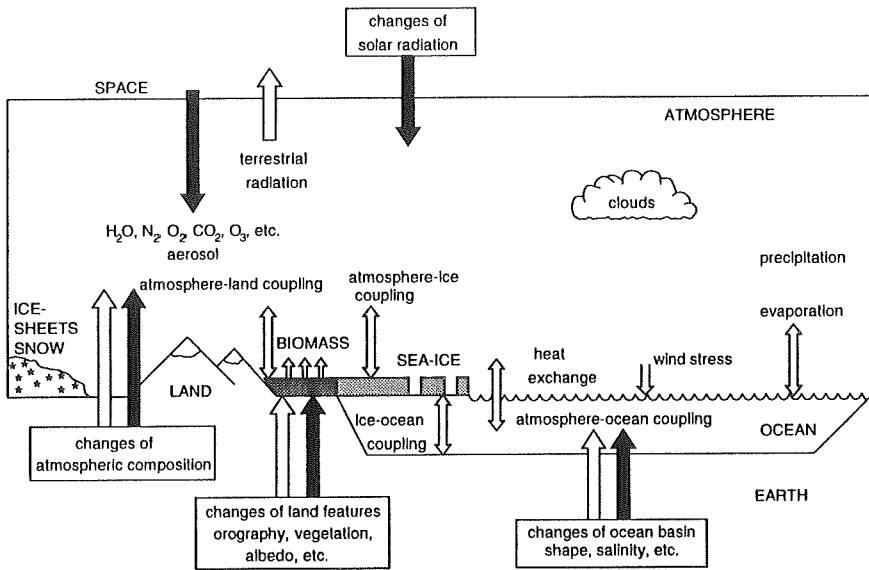 changes of
solar radiation
SPACE
ATMOSPHERE
terrestrial
radiation
clouds
H2O, N2, O2, CO2, O3, etc.
aerosol
precipitation
atmosphere-land coupling
atmosphere-ice
coupling
ICE-
SHEETS
SNOW
evaporation
BIOMASS
SEA-ICE
heat
exchange
wind stress
LAND
Ice-ocean
coupling
atmosphere-ocean coupling
OCEAN
changes of
atmospheric composition
EARTH
changes of land features
orography, vegetation,
albedo, etc.
changes of ocean basin
shape, salinity, etc.